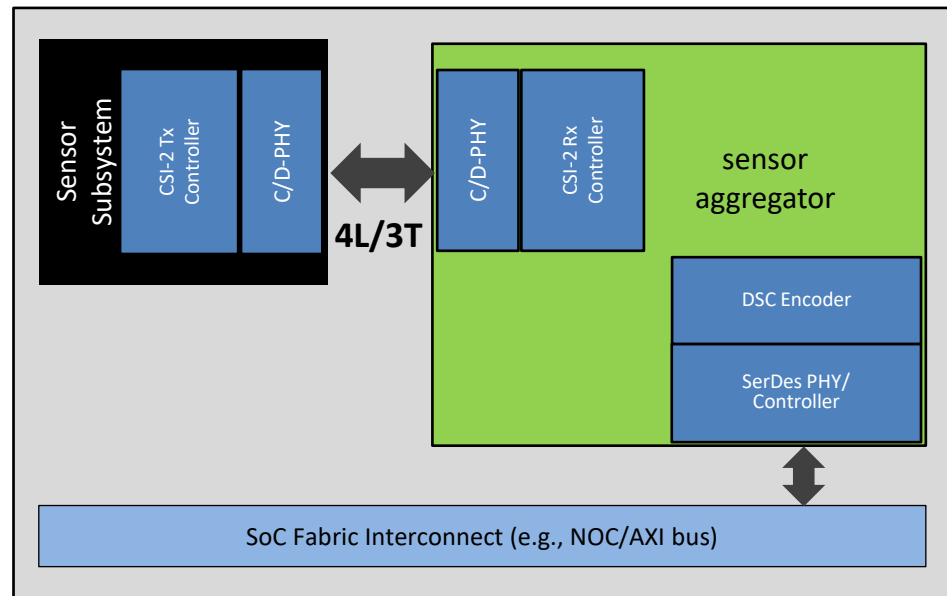 Sensor
Subsystem
CSI-2 Tx
Controller
C/D-PHY
4L/3T
C/D-PHY
CSI-2 Rx
Controller
sensor
aggregator
DSC Encoder
SerDes PHY/
Controller
SoC Fabric Interconnect (e.g., NOC/AXI bus)